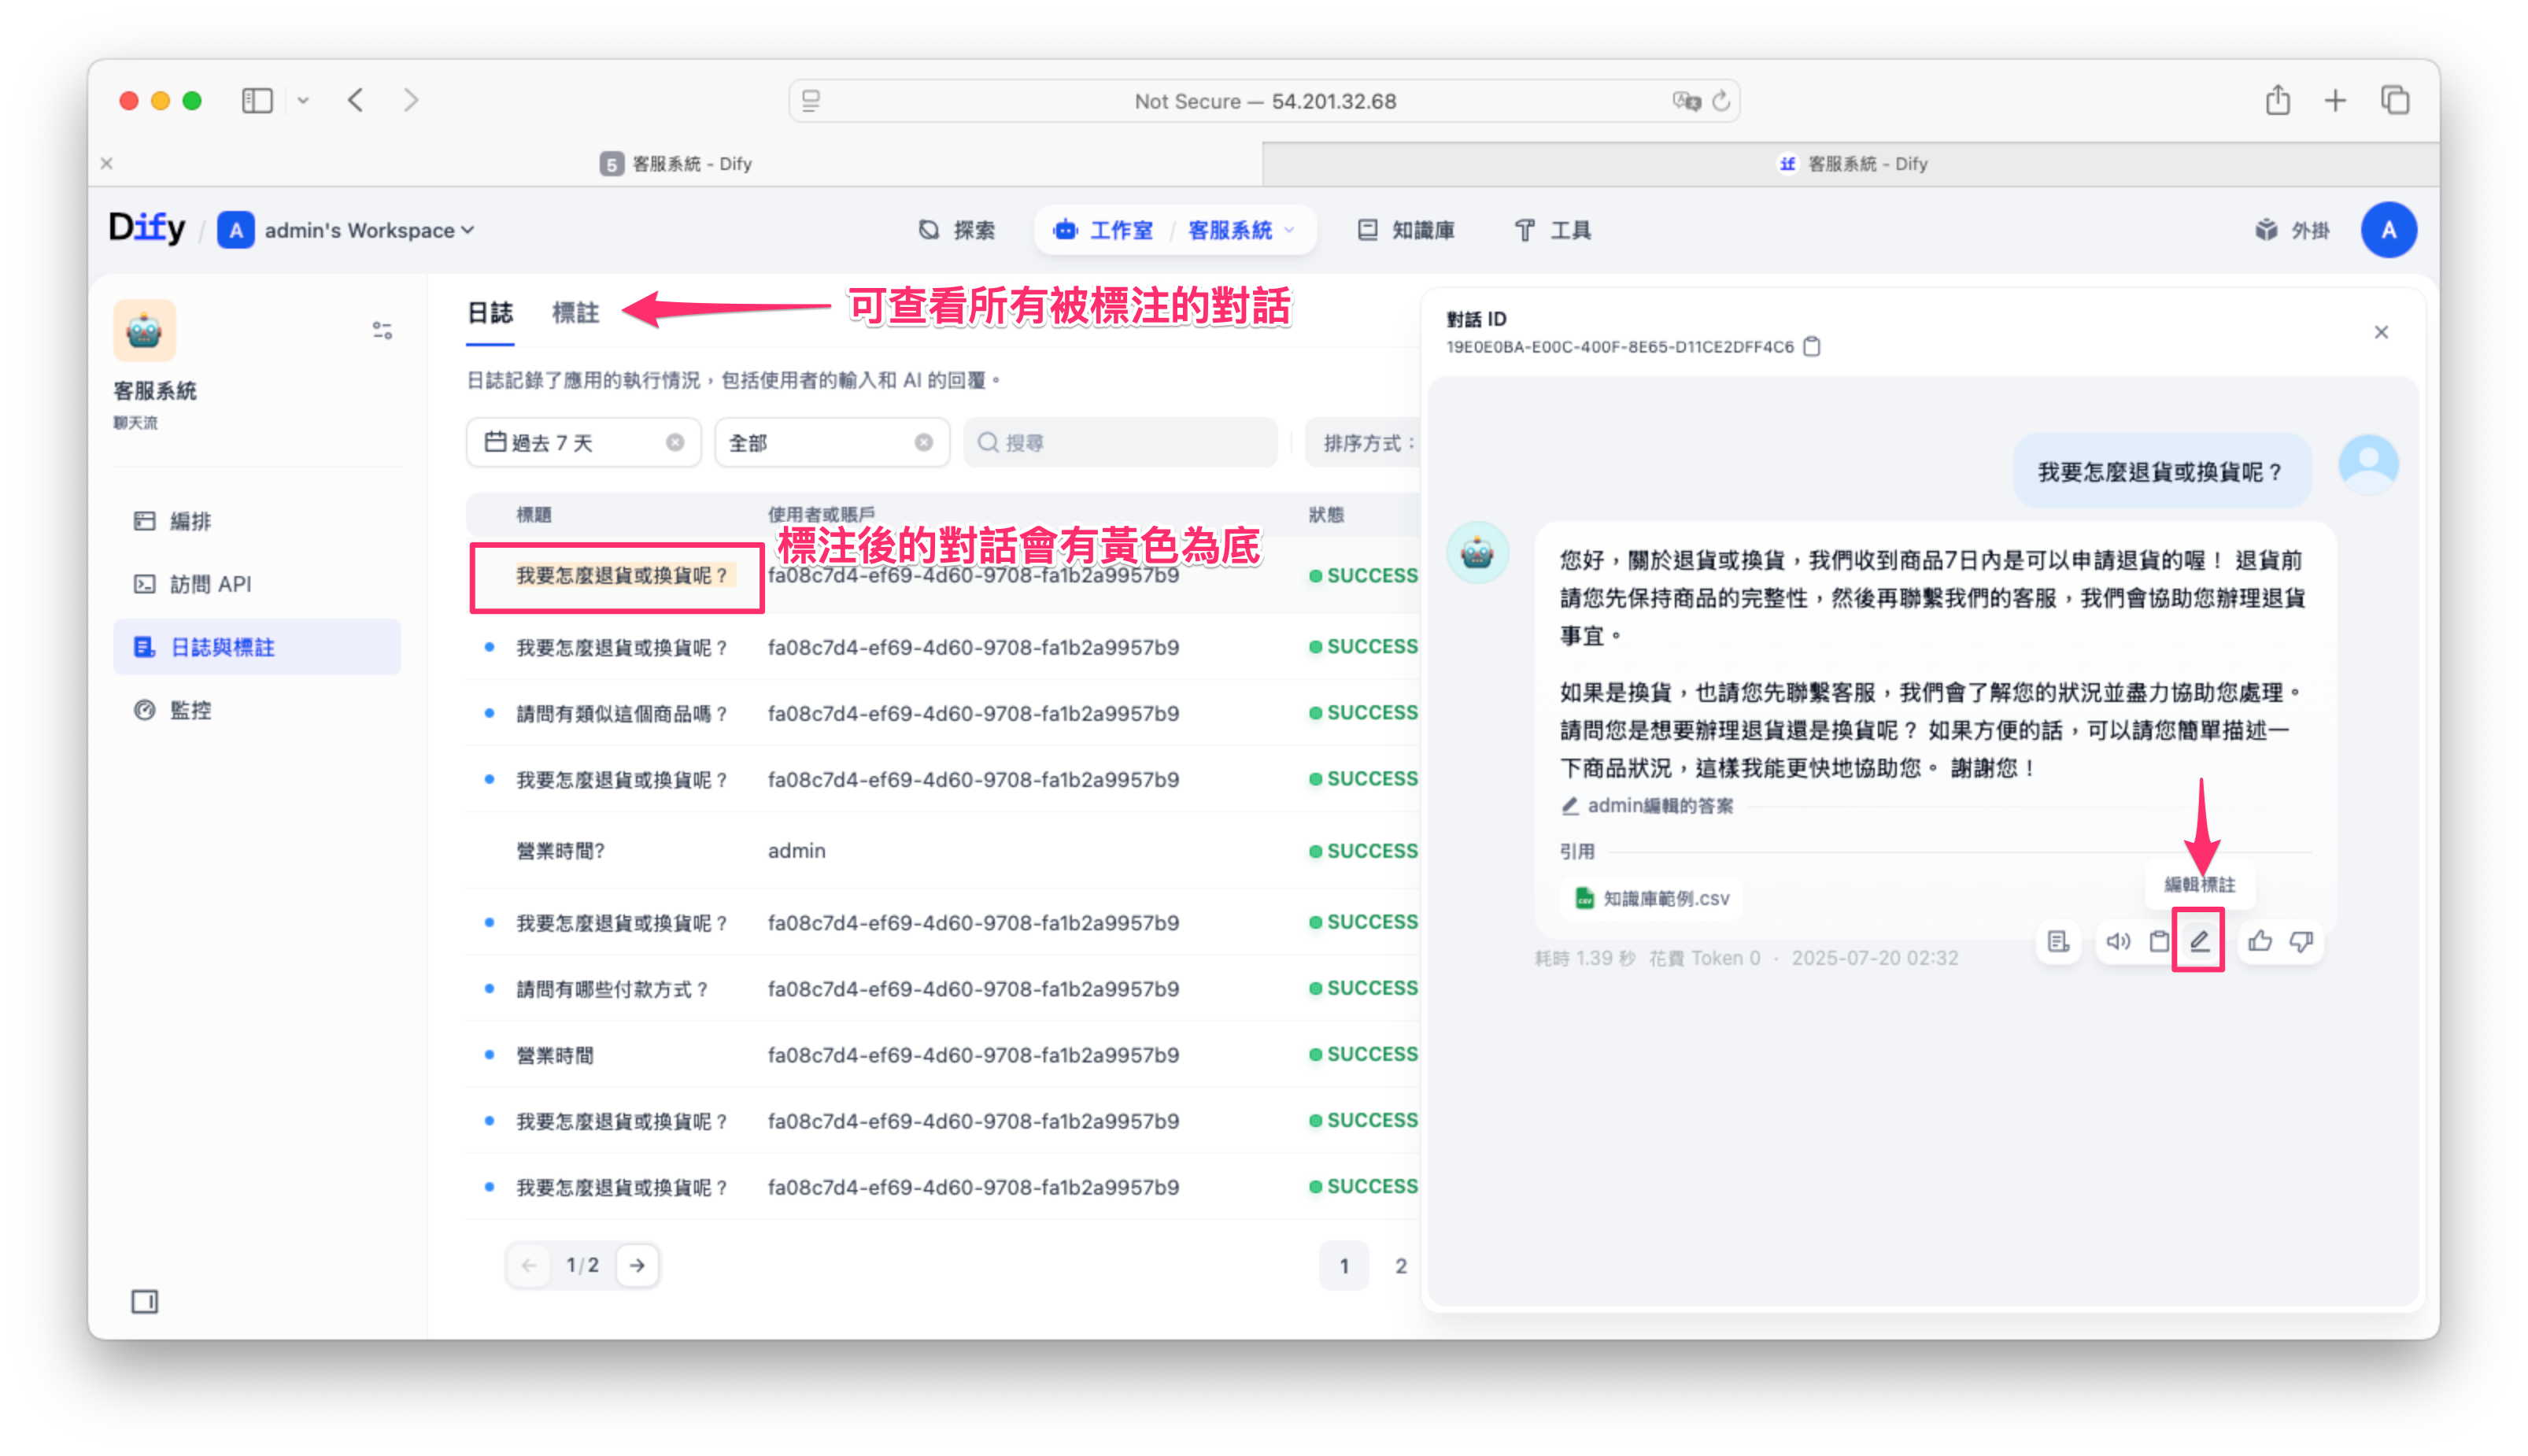 Not Secure — 54.201.32.68
5 客服系統 - Dify
客服系統 - Dify
Dify / A admin's Workspace
探索
工作室 / 客服系統
知識庫
工具
外掛
A
客服系統
聊天流
編排
訪問 API
日誌與標註
監控
日誌 標註
可查看所有被標注的對話
日誌記錄了應用的執行情況，包括使用者的輸入和 AI 的回覆。
過去 7 天 全部 搜尋 排序方式：
標題 使用者或賬戶 狀態
標注後的對話會有黃色為底
我要怎麼退貨或換貨呢？ fa08c7d4-ef69-4d60-9708-fa1b2a9957b9 SUCCESS
我要怎麼退貨或換貨呢？ fa08c7d4-ef69-4d60-9708-fa1b2a9957b9 SUCCESS
請問有類似這個商品嗎？ fa08c7d4-ef69-4d60-9708-fa1b2a9957b9 SUCCESS
我要怎麼退貨或換貨呢？ fa08c7d4-ef69-4d60-9708-fa1b2a9957b9 SUCCESS
營業時間? admin SUCCESS
我要怎麼退貨或換貨呢？ fa08c7d4-ef69-4d60-9708-fa1b2a9957b9 SUCCESS
請問有哪些付款方式？ fa08c7d4-ef69-4d60-9708-fa1b2a9957b9 SUCCESS
營業時間 fa08c7d4-ef69-4d60-9708-fa1b2a9957b9 SUCCESS
我要怎麼退貨或換貨呢？ fa08c7d4-ef69-4d60-9708-fa1b2a9957b9 SUCCESS
我要怎麼退貨或換貨呢？ fa08c7d4-ef69-4d60-9708-fa1b2a9957b9 SUCCESS
1/2
1 2
對話 ID
19E0E0BA-E00C-400F-8E65-D11CE2DFF4C6
我要怎麼退貨或換貨呢？
您好，關於退貨或換貨，我們收到商品7日內是可以申請退貨的喔！ 退貨前
請您先保持商品的完整性，然後再聯繫我們的客服，我們會協助您辦理退貨
事宜。
如果是換貨，也請您先聯繫客服，我們會了解您的狀況並盡力協助您處理。
請問您是想要辦理退貨還是換貨呢？ 如果方便的話，可以請您簡單描述一
下商品狀況，這樣我能更快地協助您。 謝謝您！
admin編輯的答案
引用
知識庫範例.csv
編輯標註
耗時 1.39 秒 花費 Token 0 · 2025-07-20 02:32